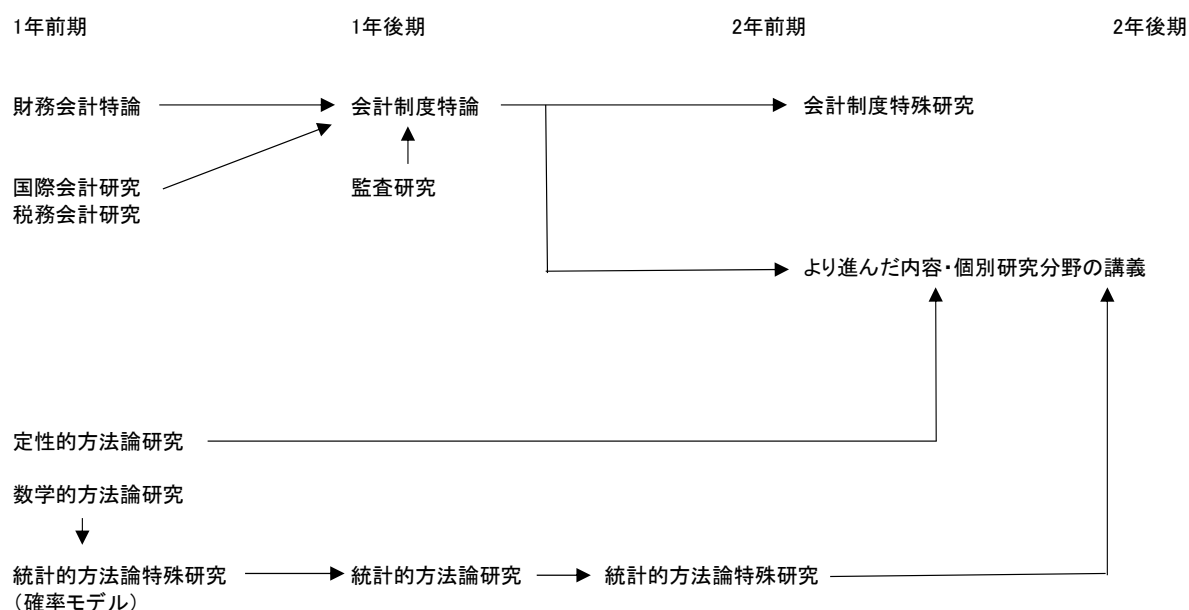 1年前期 1年後期 2年前期 2年後期
財務会計特論 会計制度特論 会計制度特殊研究
国際会計研究 監査研究
税務会計研究
より進んだ内容・個別研究分野の講義
定性的方法論研究
数学的方法論研究
統計的方法論特殊研究 統計的方法論研究 統計的方法論特殊研究
(確率モデル)